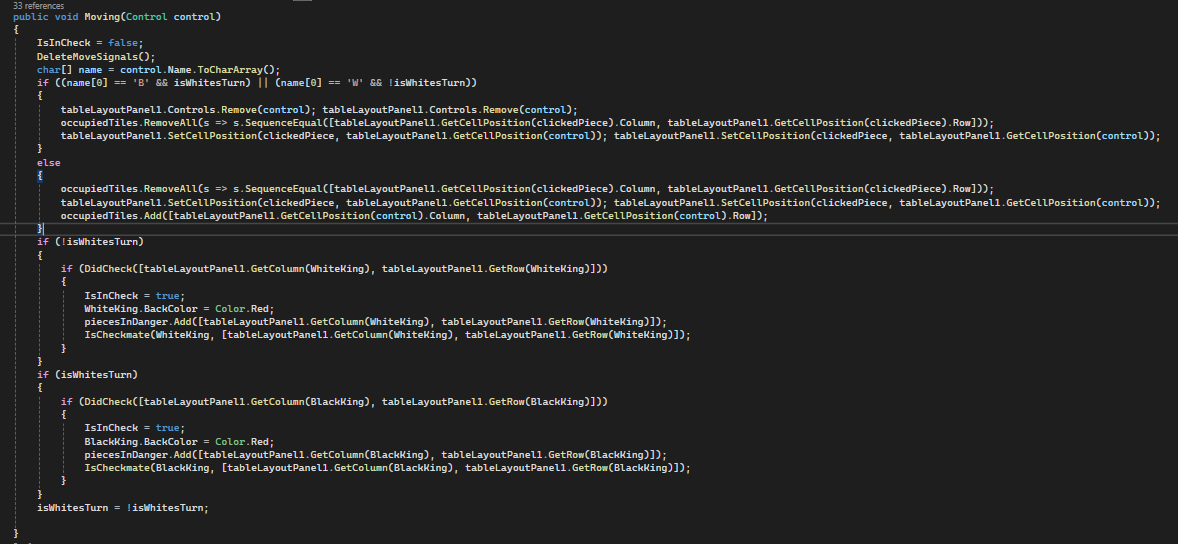 33 references
public void Moving(Control control)
{
IsInCheck = false;
DeleteMoveSignals();
char[] name = control.Name.ToCharArray();
if ((name[0] == 'B' && isWhitesTurn) || (name[0] == 'W' && !isWhitesTurn))
{
tableLayoutPanel1.Controls.Remove(control); tableLayoutPanel1.Controls.Remove(control);
occupiedTiles.RemoveAll(s => s.SequenceEqual([tableLayoutPanel1.GetCellPosition(clickedPiece).Column, tableLayoutPanel1.GetCellPosition(clickedPiece).Row]));
tableLayoutPanel1.SetCellPosition(clickedPiece, tableLayoutPanel1.GetCellPosition(control)); tableLayoutPanel1.SetCellPosition(clickedPiece, tableLayoutPanel1.GetCellPosition(control));
}
else
{
occupiedTiles.RemoveAll(s => s.SequenceEqual([tableLayoutPanel1.GetCellPosition(clickedPiece).Column, tableLayoutPanel1.GetCellPosition(clickedPiece).Row]));
tableLayoutPanel1.SetCellPosition(clickedPiece, tableLayoutPanel1.GetCellPosition(control)); tableLayoutPanel1.SetCellPosition(clickedPiece, tableLayoutPanel1.GetCellPosition(control));
occupiedTiles.Add([tableLayoutPanel1.GetCellPosition(control).Column, tableLayoutPanel1.GetCellPosition(control).Row]);
}
if (!isWhitesTurn)
{
if (DidCheck([tableLayoutPanel1.GetColumn(WhiteKing), tableLayoutPanel1.GetRow(WhiteKing)]))
{
IsInCheck = true;
WhiteKing.BackColor = Color.Red;
piecesInDanger.Add([tableLayoutPanel1.GetColumn(WhiteKing), tableLayoutPanel1.GetRow(WhiteKing)]);
IsCheckmate(WhiteKing, [tableLayoutPanel1.GetColumn(WhiteKing), tableLayoutPanel1.GetRow(WhiteKing)]);
}
}
if (isWhitesTurn)
{
if (DidCheck([tableLayoutPanel1.GetColumn(BlackKing), tableLayoutPanel1.GetRow(BlackKing)]))
{
IsInCheck = true;
BlackKing.BackColor = Color.Red;
piecesInDanger.Add([tableLayoutPanel1.GetColumn(BlackKing), tableLayoutPanel1.GetRow(BlackKing)]);
IsCheckmate(BlackKing, [tableLayoutPanel1.GetColumn(BlackKing), tableLayoutPanel1.GetRow(BlackKing)]);
}
}
isWhitesTurn = !isWhitesTurn;
}